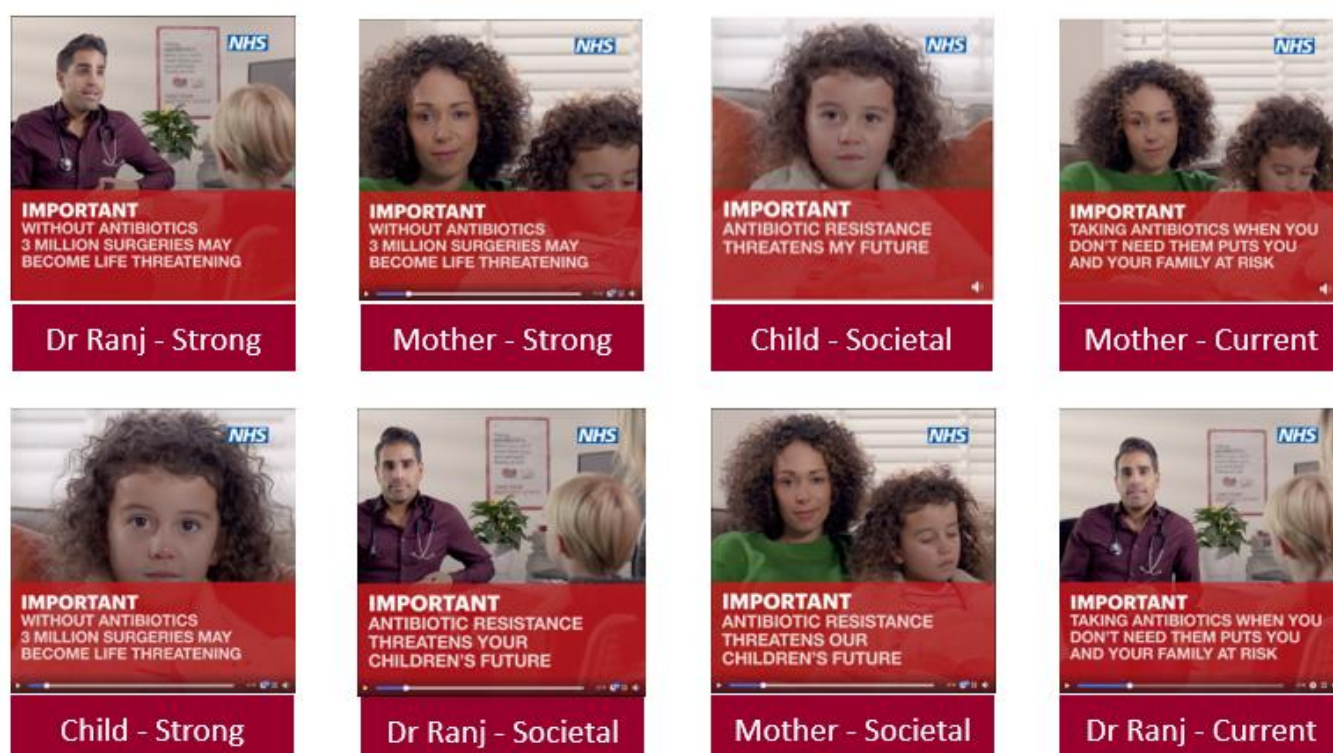 NHS
IMPORTANT
WITHOUT ANTIBIOTICS
3 MILLION SURGERIES MAY
BECOME LIFE THREATENING
Dr Ranj - Strong
NHS
IMPORTANT
WITHOUT ANTIBIOTICS
3 MILLION SURGERIES MAY
BECOME LIFE THREATENING
Mother - Strong
NHS
IMPORTANT
ANTIBIOTIC RESISTANCE
THREATENS MY FUTURE
Child - Societal
NHS
IMPORTANT
TAKING ANTIBIOTICS WHEN YOU
DON'T NEED THEM PUTS YOU
AND YOUR FAMILY AT RISK
Mother - Current
NHS
IMPORTANT
WITHOUT ANTIBIOTICS
3 MILLION SURGERIES MAY
BECOME LIFE THREATENING
Child - Strong
NHS
IMPORTANT
ANTIBIOTIC RESISTANCE
THREATENS YOUR
CHILDREN'S FUTURE
Dr Ranj - Societal
NHS
IMPORTANT
ANTIBIOTIC RESISTANCE
THREATENS OUR
CHILDREN'S FUTURE
Mother - Societal
NHS
IMPORTANT
TAKING ANTIBIOTICS WHEN YOU
DON'T NEED THEM PUTS YOU
AND YOUR FAMILY AT RISK
Dr Ranj - Current